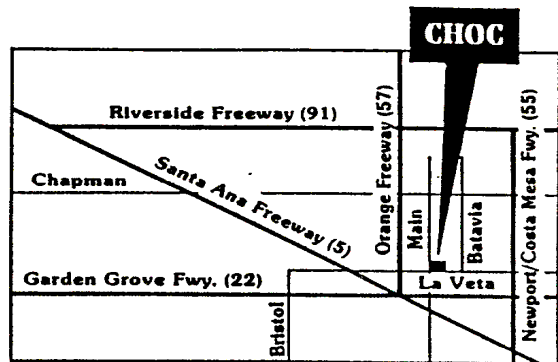 CHOC
Riverside Freeway (91)
Chapman
Santa Ana Freeway (5)
Orange Freeway (57)
Main
Batavia
Newport/Costa Mesa Fwy. (55)
Garden Grove Fwy. (22)
La Veta
Bristol